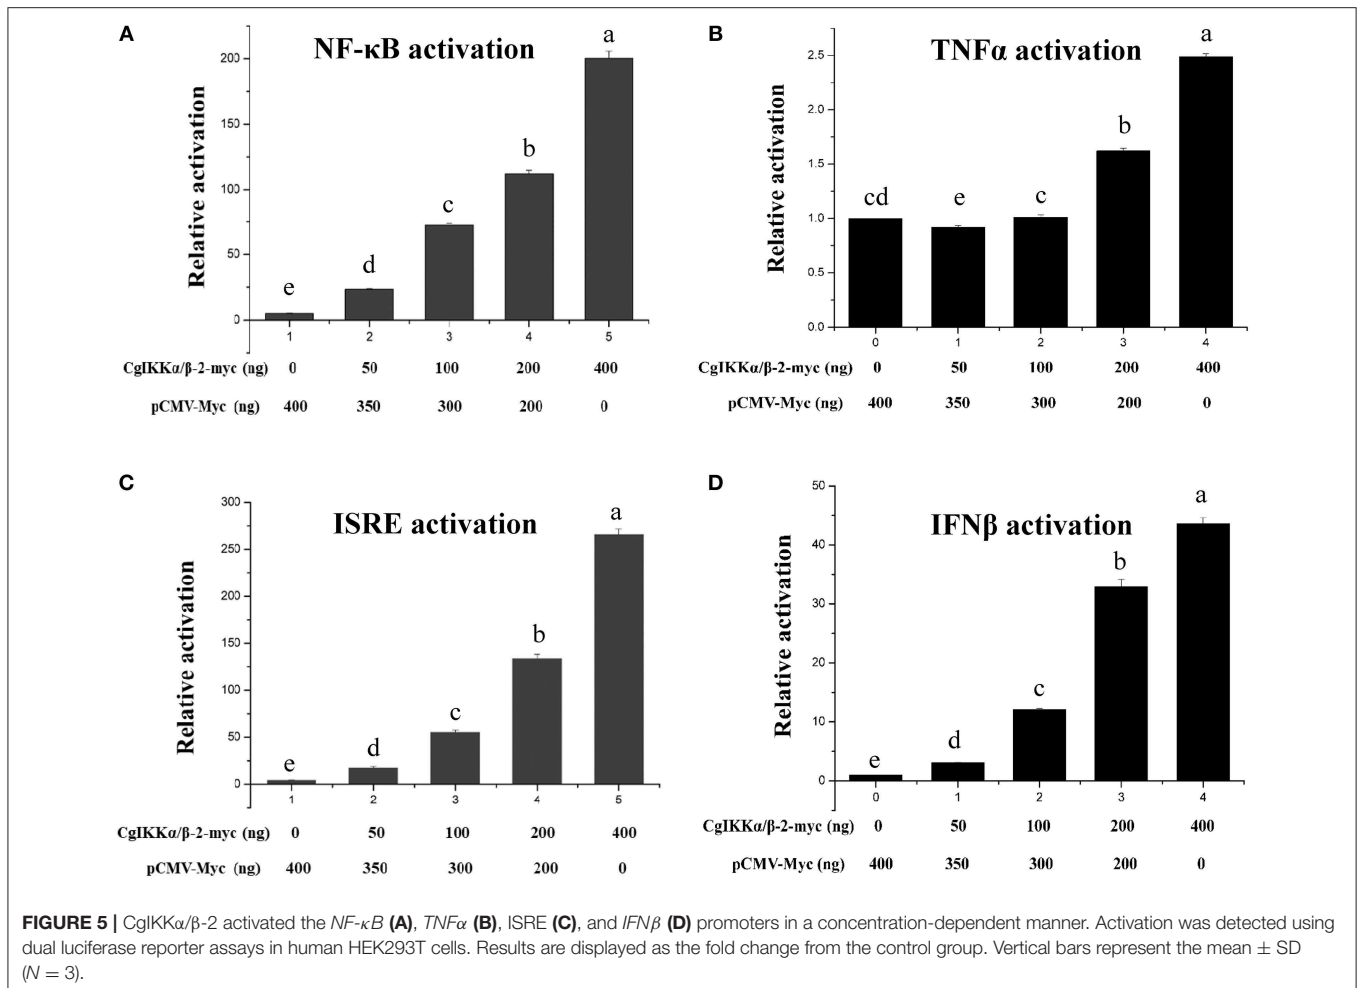 A
NF-κB activation
Relative activation
200
150
100
50
0
e
d
c
b
a
1 2 3 4 5
CgIKKα/β-2-myc (ng) 0 50 100 200 400
pCMV-Myc (ng) 400 350 300 200 0
B
TNFα activation
Relative activation
2.5
2.0
1.5
1.0
0.5
0.0
cd
e
c
b
a
0 1 2 3 4
CgIKKα/β-2-myc (ng) 0 50 100 200 400
pCMV-Myc (ng) 400 350 300 200 0
C
ISRE activation
Relative activation
300
250
200
150
100
50
0
e
d
c
b
a
1 2 3 4 5
CgIKKα/β-2-myc (ng) 0 50 100 200 400
pCMV-Myc (ng) 400 350 300 200 0
D
IFNβ activation
Relative activation
50
40
30
20
10
0
e
d
c
b
a
0 1 2 3 4
CgIKKα/β-2-myc (ng) 0 50 100 200 400
pCMV-Myc (ng) 400 350 300 200 0
FIGURE 5 | CgIKKα/β-2 activated the NF-κB (A), TNFα (B), ISRE (C), and IFNβ (D) promoters in a concentration-dependent manner. Activation was detected using
dual luciferase reporter assays in human HEK293T cells. Results are displayed as the fold change from the control group. Vertical bars represent the mean ± SD
(N = 3).